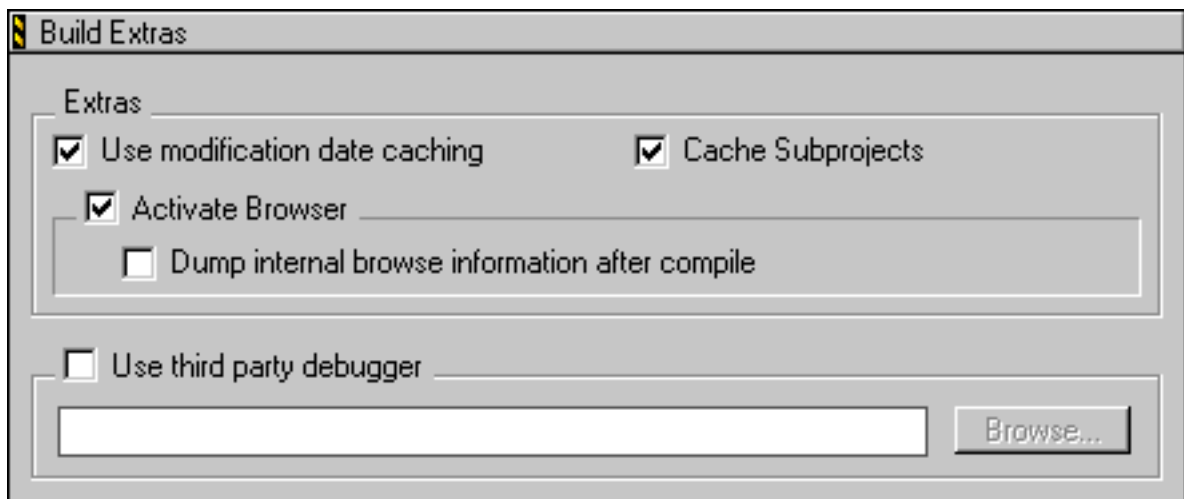 Build Extras
Extras
Use modification date caching
Cache Subprojects
Activate Browser
Dump internal browse information after compile
Use third party debugger
Browse...